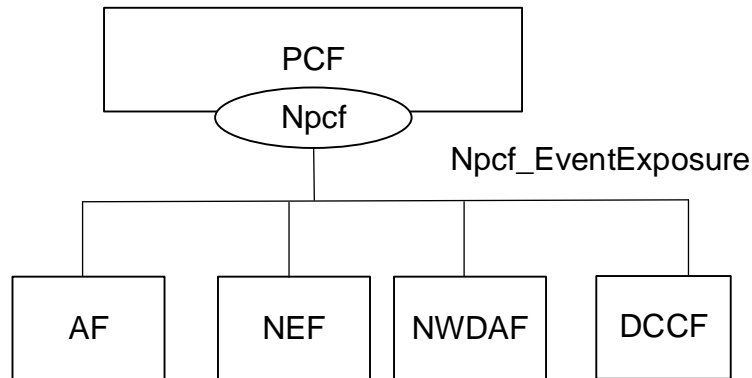 PCF
Npcf
Npcf_EventExposure
AF
NEF
NWDAF
DCCF